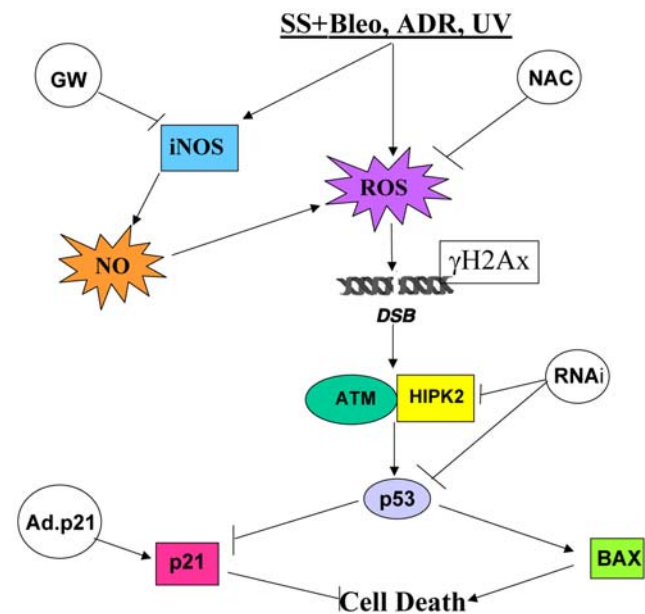 SS+Bleo, ADR, UV
GW
NAC
iNOS
ROS
NO
γH2Ax
DSB
ATM
HIPK2
RNAi
p53
Ad.p21
p21
BAX
Cell Death